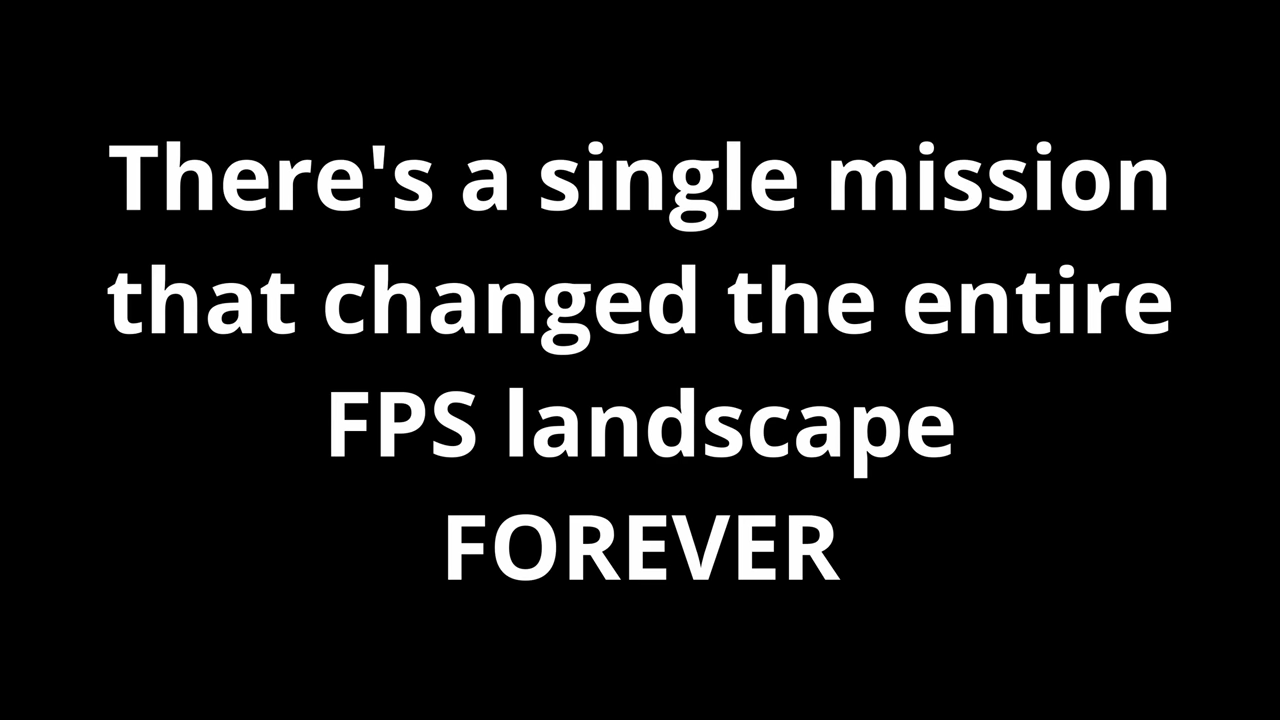 There's a single mission
that changed the entire
FPS landscape
FOREVER